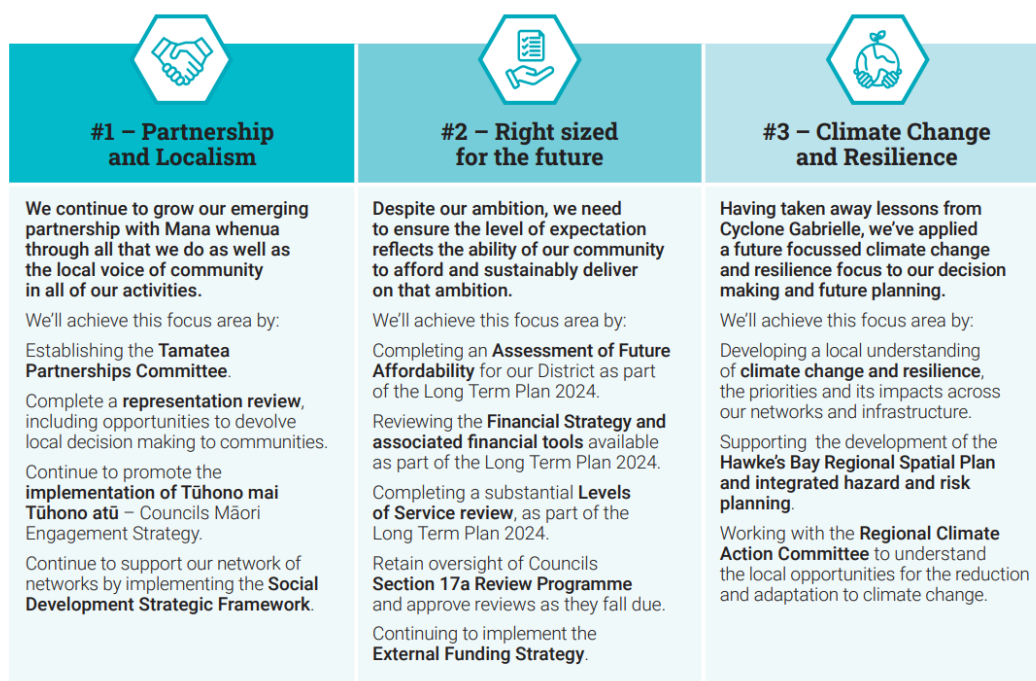 #1 – Partnership
and Localism
We continue to grow our emerging
partnership with Mana whenua
through all that we do as well as
the local voice of community
in all of our activities.
We'll achieve this focus area by:
Establishing the Tamatea
Partnerships Committee.
Complete a representation review,
including opportunities to devolve
local decision making to communities.
Continue to promote the
implementation of Tūhono mai
Tūhono atū – Councils Māori
Engagement Strategy.
Continue to support our network of
networks by implementing the Social
Development Strategic Framework.
#2 – Right sized
for the future
Despite our ambition, we need
to ensure the level of expectation
reflects the ability of our community
to afford and sustainably deliver
on that ambition.
We'll achieve this focus area by:
Completing an Assessment of Future
Affordability for our District as part
of the Long Term Plan 2024.
Reviewing the Financial Strategy and
associated financial tools available
as part of the Long Term Plan 2024.
Completing a substantial Levels
of Service review, as part of the
Long Term Plan 2024.
Retain oversight of Councils
Section 17a Review Programme
and approve reviews as they fall due.
Continuing to implement the
External Funding Strategy.
#3 – Climate Change
and Resilience
Having taken away lessons from
Cyclone Gabrielle, we've applied
a future focussed climate change
and resilience focus to our decision
making and future planning.
We'll achieve this focus area by:
Developing a local understanding
of climate change and resilience,
the priorities and its impacts across
our networks and infrastructure.
Supporting the development of the
Hawke's Bay Regional Spatial Plan
and integrated hazard and risk
planning.
Working with the Regional Climate
Action Committee to understand
the local opportunities for the reduction
and adaptation to climate change.